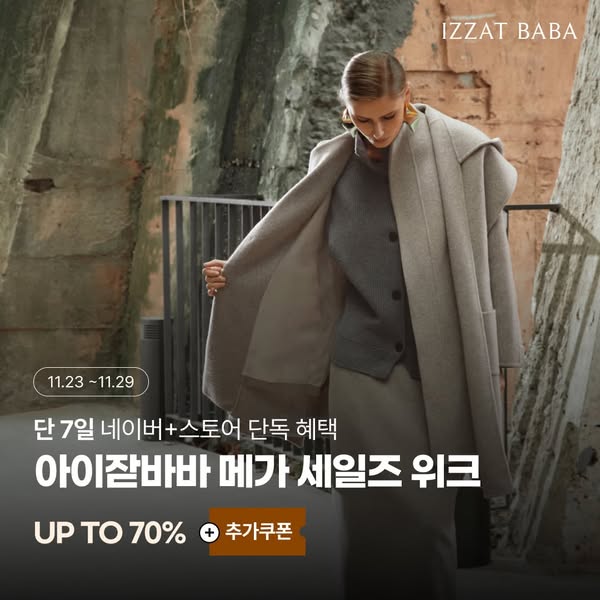 IZZAT BABA
11.23 ~11.29
단 7일 네이버+스토어 단독 혜택
아이잗바바 메가 세일즈 위크
UP TO 70% + 추가쿠폰